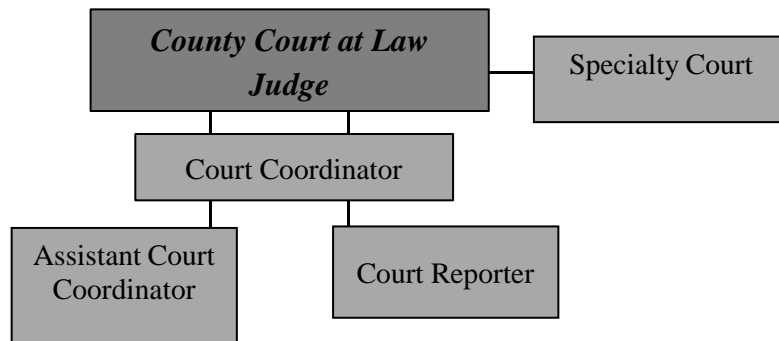 County Court at Law
Judge
Specialty Court
Court Coordinator
Assistant Court
Coordinator
Court Reporter